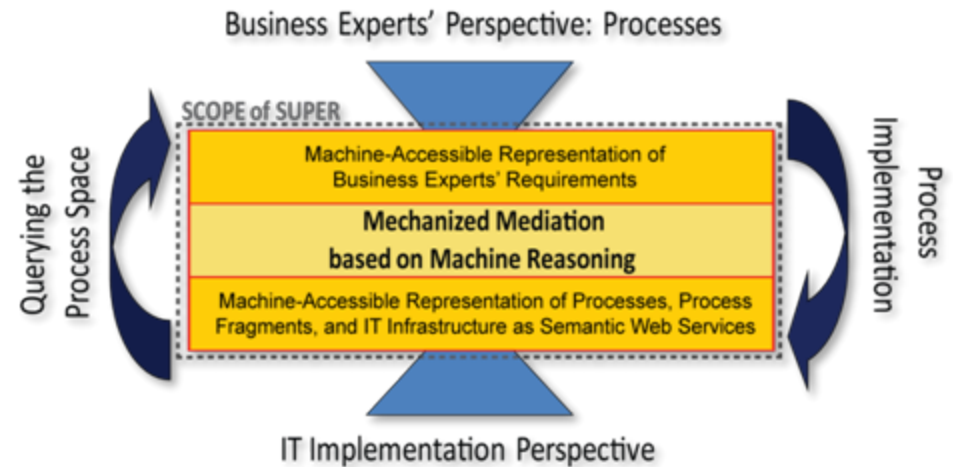 Business Experts' Perspective: Processes
SCOPE of SUPER
Machine-Accessible Representation of
Business Experts' Requirements
Mechanized Mediation
based on Machine Reasoning
Machine-Accessible Representation of Processes, Process
Fragments, and IT Infrastructure as Semantic Web Services
Querying the
Process Space
Process
Implementation
IT Implementation Perspective